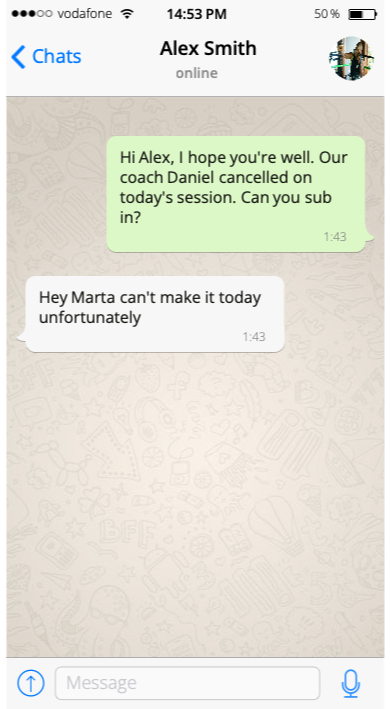 vodafone 14:53 PM 50%
Chats
Alex Smith
online
Hi Alex, I hope you're well. Our
coach Daniel cancelled on
today's session. Can you sub
in?
1:43
Hey Marta can't make it today
unfortunately
1:43
BFF
Message